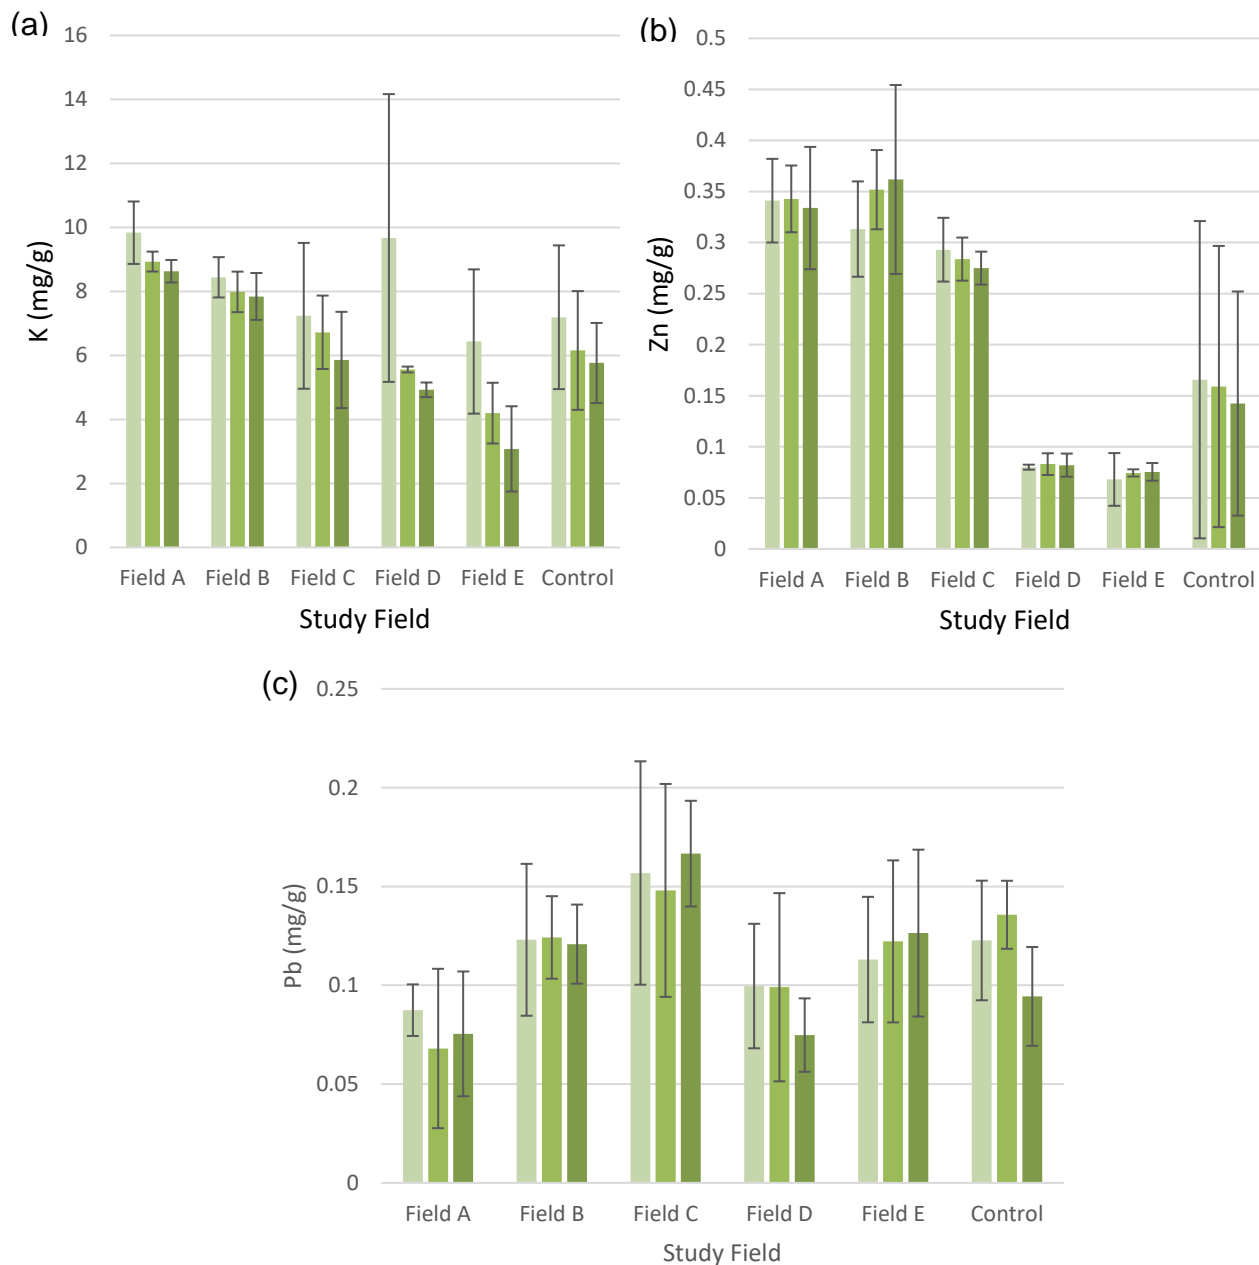 (a)
16
14
12
10
8
6
4
2
0
K (mg/g)
Field A Field B Field C Field D Field E Control
Study Field
(b)
0.5
0.45
0.4
0.35
0.3
0.25
0.2
0.15
0.1
0.05
0
Zn (mg/g)
Field A Field B Field C Field D Field E Control
Study Field
(c)
0.25
0.2
0.15
0.1
0.05
0
Pb (mg/g)
Field A Field B Field C Field D Field E Control
Study Field